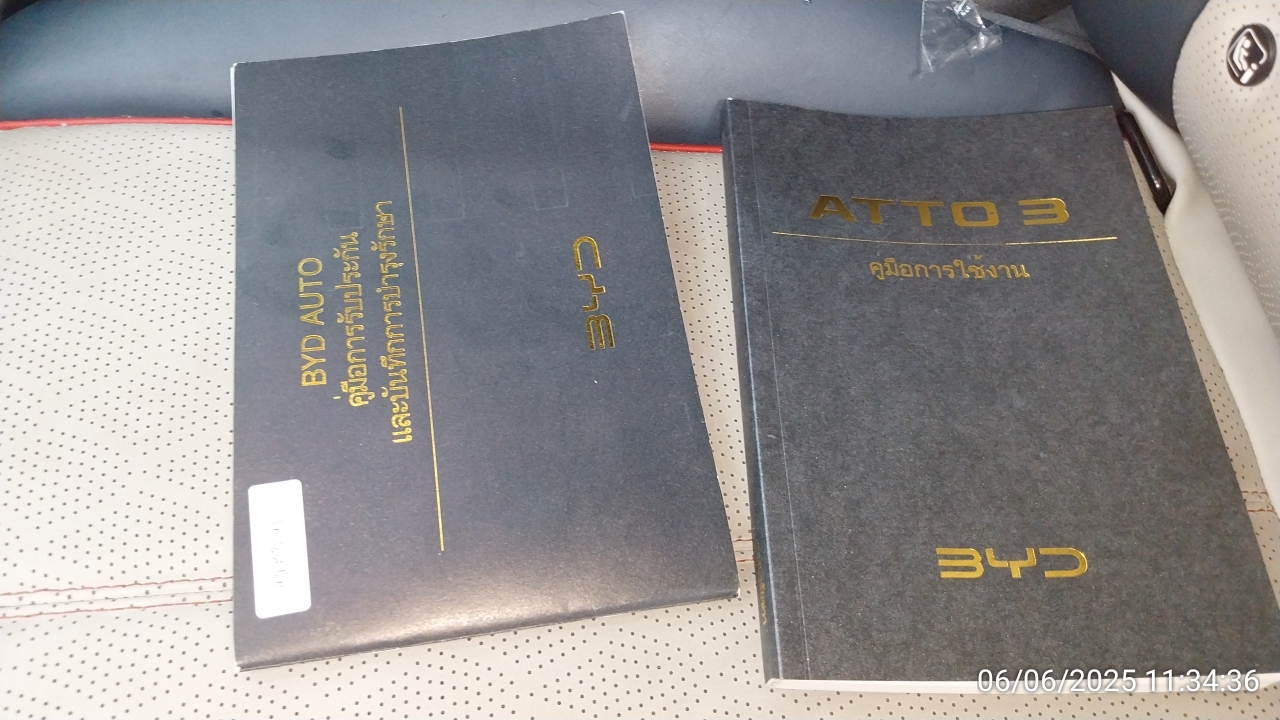 BYD AUTO
คู่มือการรับประกัน
และบันทึกการบำรุงรักษา
BYD
ATTO 3
คู่มือการใช้งาน
BYD
06/06/2025 11:34:36